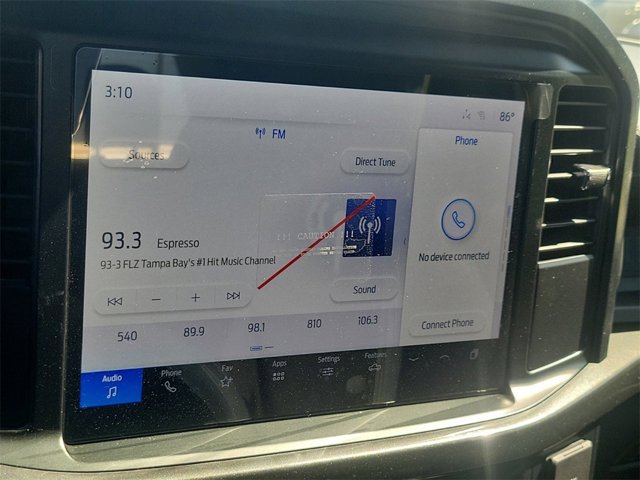 3:10
86°
FM
Phone
Sources
Direct Tune
!!! CAUTION !!!
93.3 Espresso
93-3 FLZ Tampa Bay's #1 Hit Music Channel
No device connected
Sound
540 89.9 98.1 810 106.3
Connect Phone
Audio Phone Fav Apps Settings Features